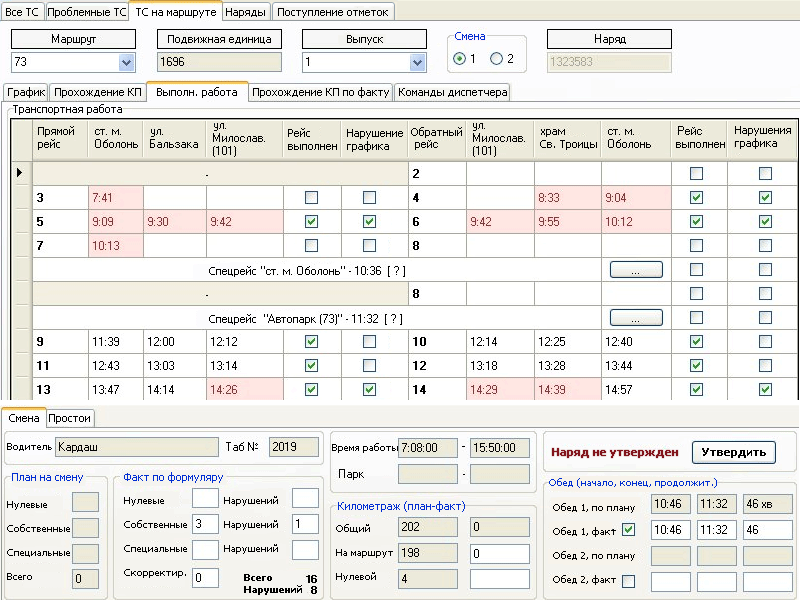 Все ТС Проблемные ТС ТС на маршруте Наряды Поступление отметок
Маршрут Подвижная единица Выпуск Смена Наряд
73 1696 1 1 2 1323583
График Прохождение КП Выполн. работа Прохождение КП по факту Команды диспетчера
Транспортная работа
Прямой рейс ст. м. Оболонь ул. Бальзака ул. Милослав. (101) Рейс выполнен Нарушение графика Обратный рейс ул. Милослав. (101) храм Св. Троицы ст. м. Оболонь Рейс выполнен Нарушения графика
- 2
3 7:41 4 8:33 9:04
5 9:09 9:30 9:42 6 9:42 9:55 10:12
7 10:13 8
Спецрейс "ст. м. Оболонь" - 10:36 [ ? ] ...
- 8
Спецрейс "Автопарк (73)" - 11:32 [ ? ] ...
9 11:39 12:00 12:12 10 12:14 12:25 12:40
11 12:43 13:03 13:14 12 13:18 13:28 13:44
13 13:47 14:14 14:26 14 14:29 14:39 14:57
Смена Простои
Водитель Кардаш Таб № 2019 Время работы 7:08:00 - 15:50:00 Наряд не утвержден Утвердить
Парк -
План на смену Факт по формуляру Километраж (план-факт) Обед (начало, конец, продолжит.)
Нулевые Нулевые Нарушений Общий 202 0 Обед 1, по плану 10:46 11:32 46 хв
Собственные Собственные 3 Нарушений 1 На маршрут 198 0 Обед 1, факт 10:46 11:32 46
Специальные Специальные Нарушений Нулевой 4 Обед 2, по плану
Всего 0 Скорректир. 0 Всего 16 Обед 2, факт
Нарушений 8